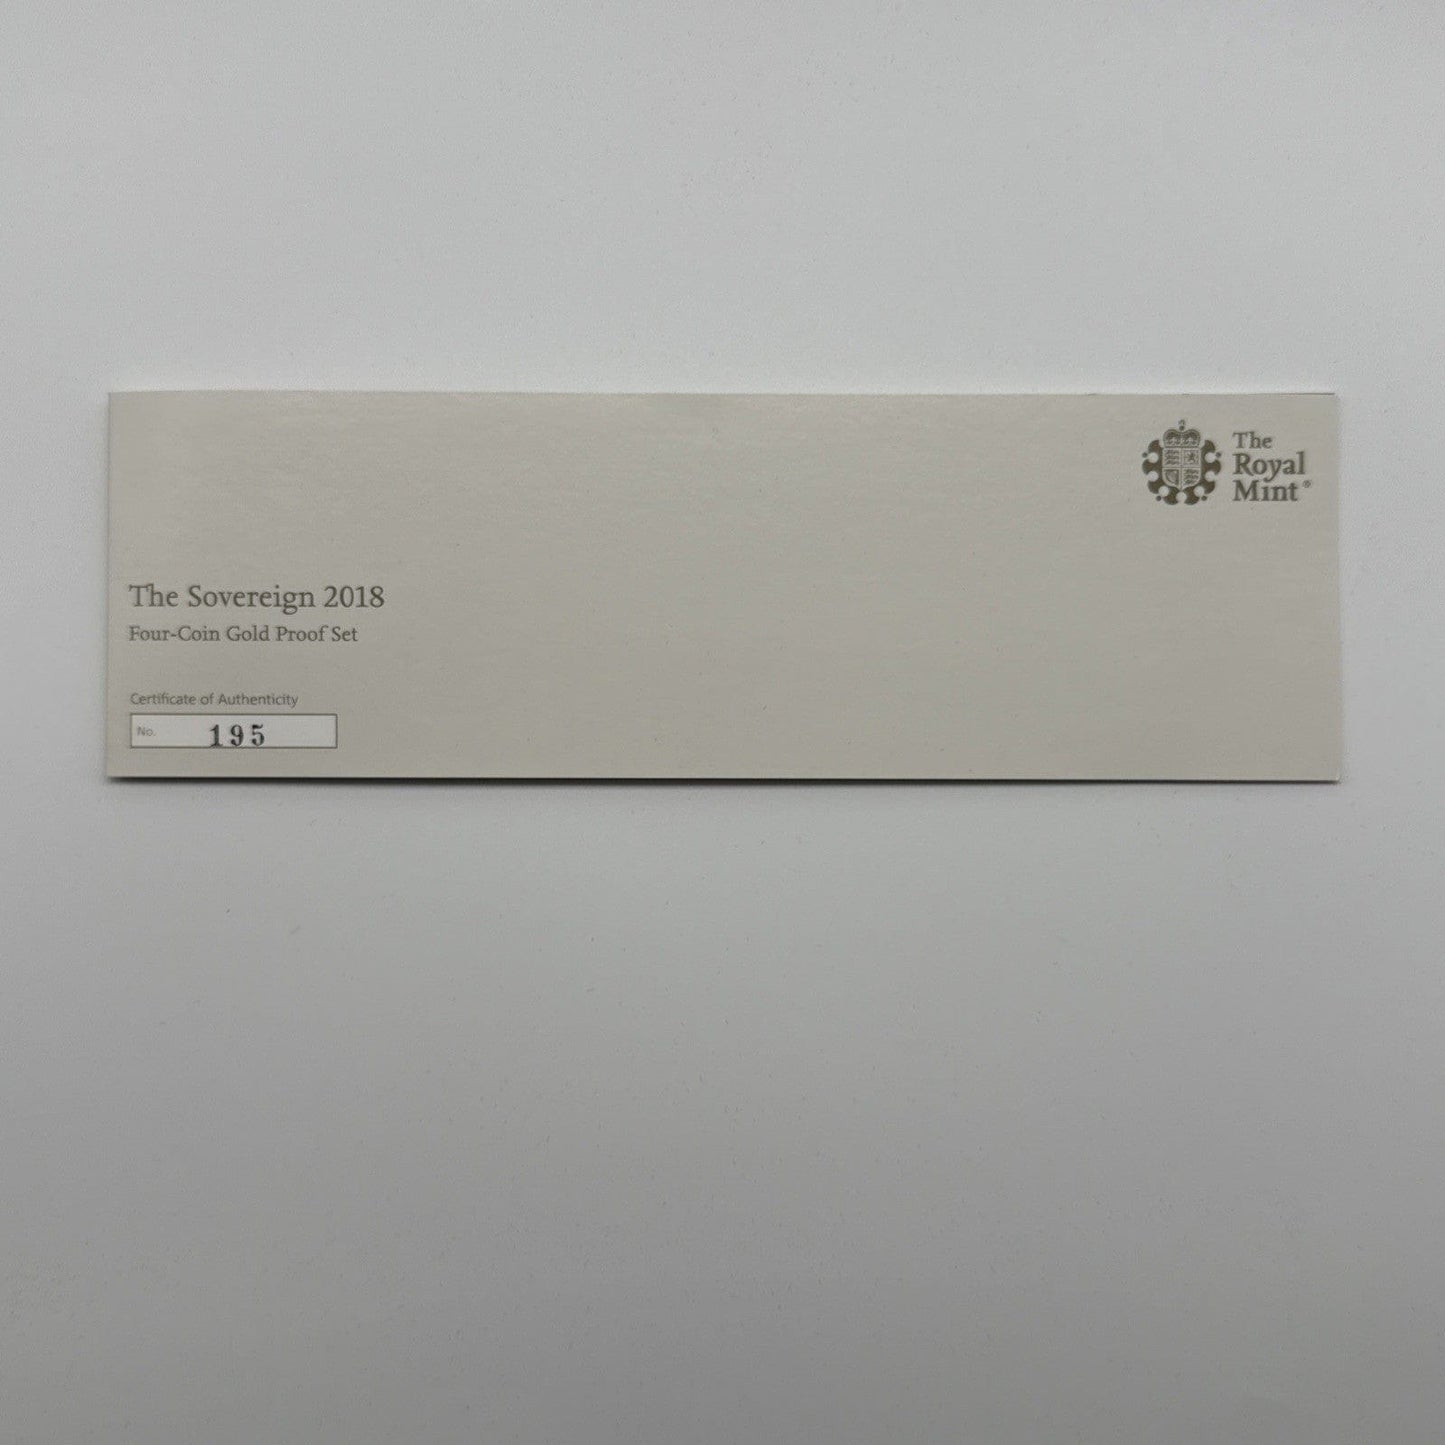 The
Royal
Mint®
The Sovereign 2018
Four-Coin Gold Proof Set
Certificate of Authenticity
No. 195